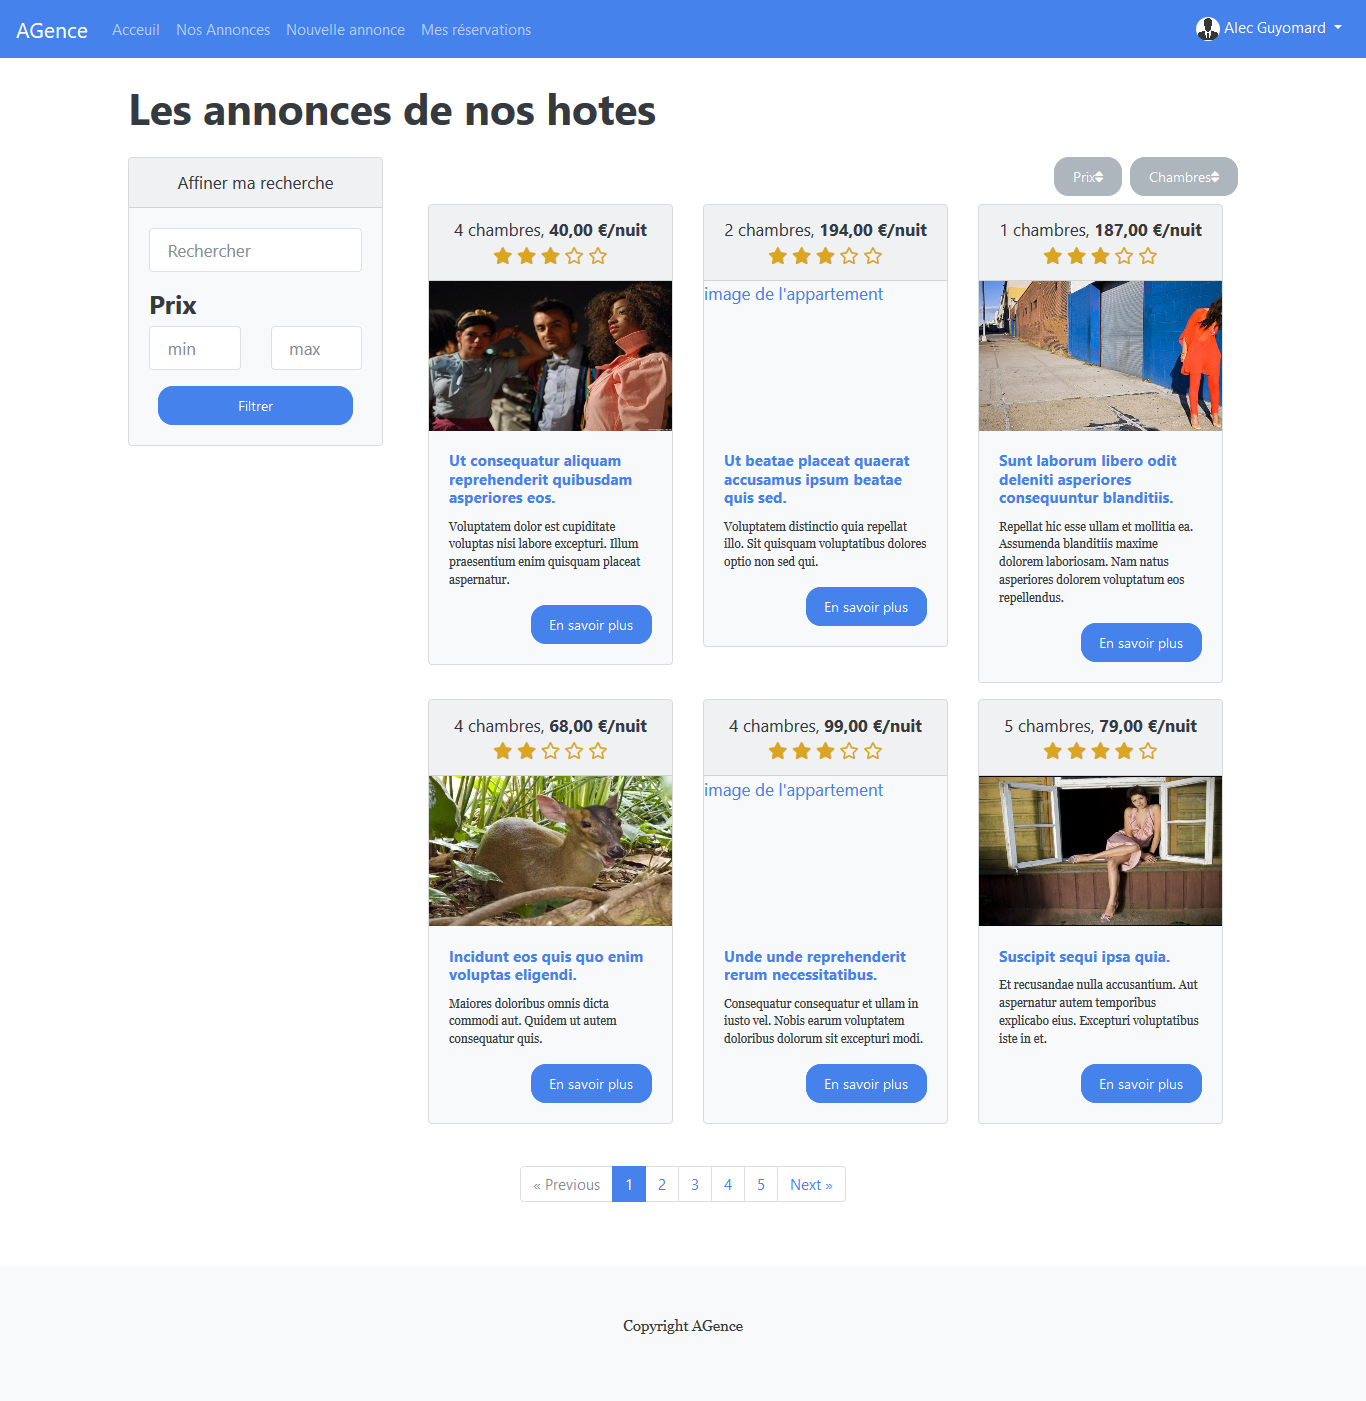 AGence
Acceuil
Nos Annonces
Nouvelle annonce
Mes réservations
Alec Guyomard
Les annonces de nos hotes
Affiner ma recherche
Rechercher
Prix
min
max
Filtrer
Prix
Chambres
4 chambres, 40,00 €/nuit
Ut consequatur aliquam
reprehenderit quibusdam
asperiores eos.
Voluptatem dolor est cupiditate
voluptas nisi labore excepturi. Illum
praesentium enim quisquam placeat
aspernatur.
En savoir plus
2 chambres, 194,00 €/nuit
image de l'appartement
Ut beatae placeat quaerat
accusamus ipsum beatae
quis sed.
Voluptatem distinctio quia repellat
illo. Sit quisquam voluptatibus dolores
optio non sed qui.
En savoir plus
1 chambres, 187,00 €/nuit
Sunt laborum libero odit
deleniti asperiores
consequuntur blanditiis.
Repellat hic esse ullam et mollitia ea.
Assumenda blanditiis maxime
dolorem laboriosam. Nam natus
asperiores dolorem voluptatum eos
repellendus.
En savoir plus
4 chambres, 68,00 €/nuit
Incidunt eos quis quo enim
voluptas eligendi.
Maiores doloribus omnis dicta
commodi aut. Quidem ut autem
consequatur quis.
En savoir plus
4 chambres, 99,00 €/nuit
image de l'appartement
Unde unde reprehenderit
rerum necessitatibus.
Consequatur consequatur et ullam in
iusto vel. Nobis earum voluptatem
doloribus dolorum sit excepturi modi.
En savoir plus
5 chambres, 79,00 €/nuit
Suscipit sequi ipsa quia.
Et recusandae nulla accusantium. Aut
aspernatur autem temporibus
explicabo eius. Excepturi voluptatibus
iste in et.
En savoir plus
« Previous 1 2 3 4 5 Next »
Copyright AGence